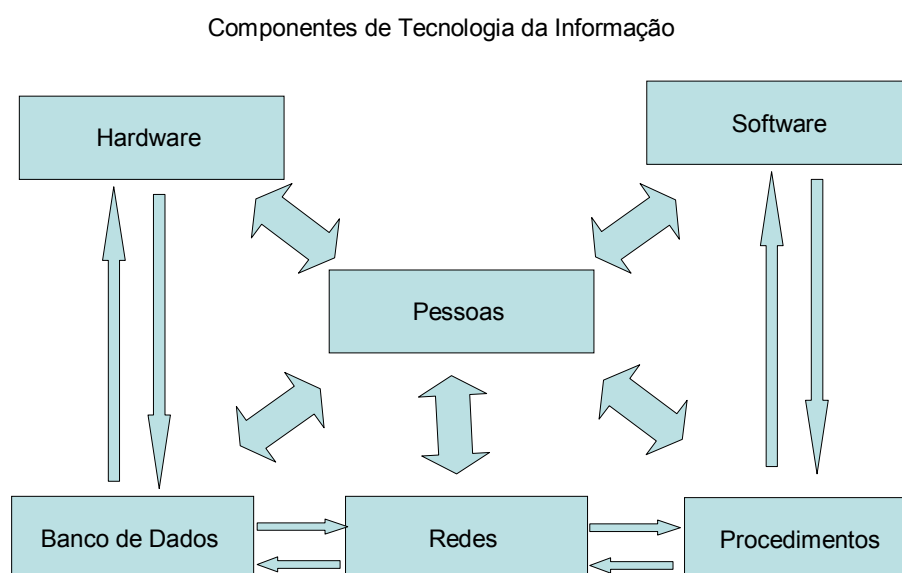 Componentes de Tecnologia da Informação
Hardware
Software
Pessoas
Banco de Dados
Redes
Procedimentos